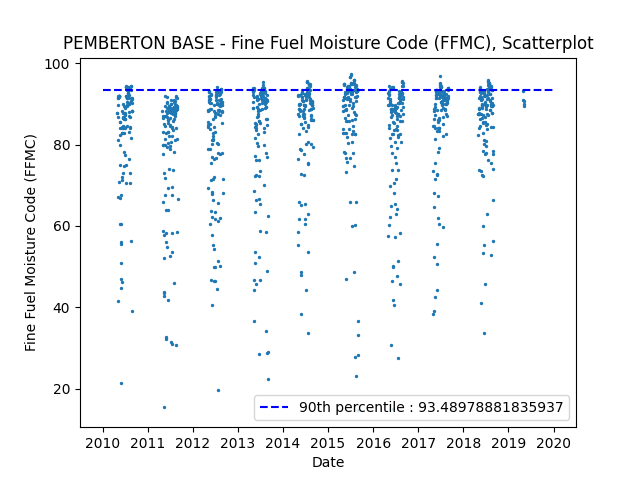 PEMBERTON BASE - Fine Fuel Moisture Code (FFMC), Scatterplot
Fine Fuel Moisture Code (FFMC)
100
80
60
40
20
90th percentile : 93.48978881835937
2010 2011 2012 2013 2014 2015 2016 2017 2018 2019 2020
Date